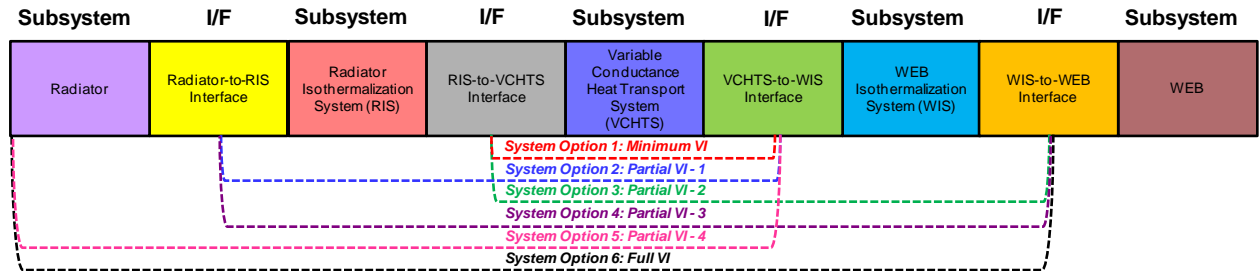 Subsystem I/F Subsystem I/F Subsystem I/F Subsystem I/F Subsystem
Radiator
Radiator-to-RIS
Interface
Radiator
Isothermalization
System (RIS)
RIS-to-VCHTS
Interface
Variable
Conductance
Heat Transport
System
(VCHTS)
VCHTS-to-WIS
Interface
WEB
Isothermalization
System (WIS)
WIS-to-WEB
Interface
WEB
System Option 1: Minimum VI
System Option 2: Partial VI - 1
System Option 3: Partial VI - 2
System Option 4: Partial VI - 3
System Option 5: Partial VI - 4
System Option 6: Full VI